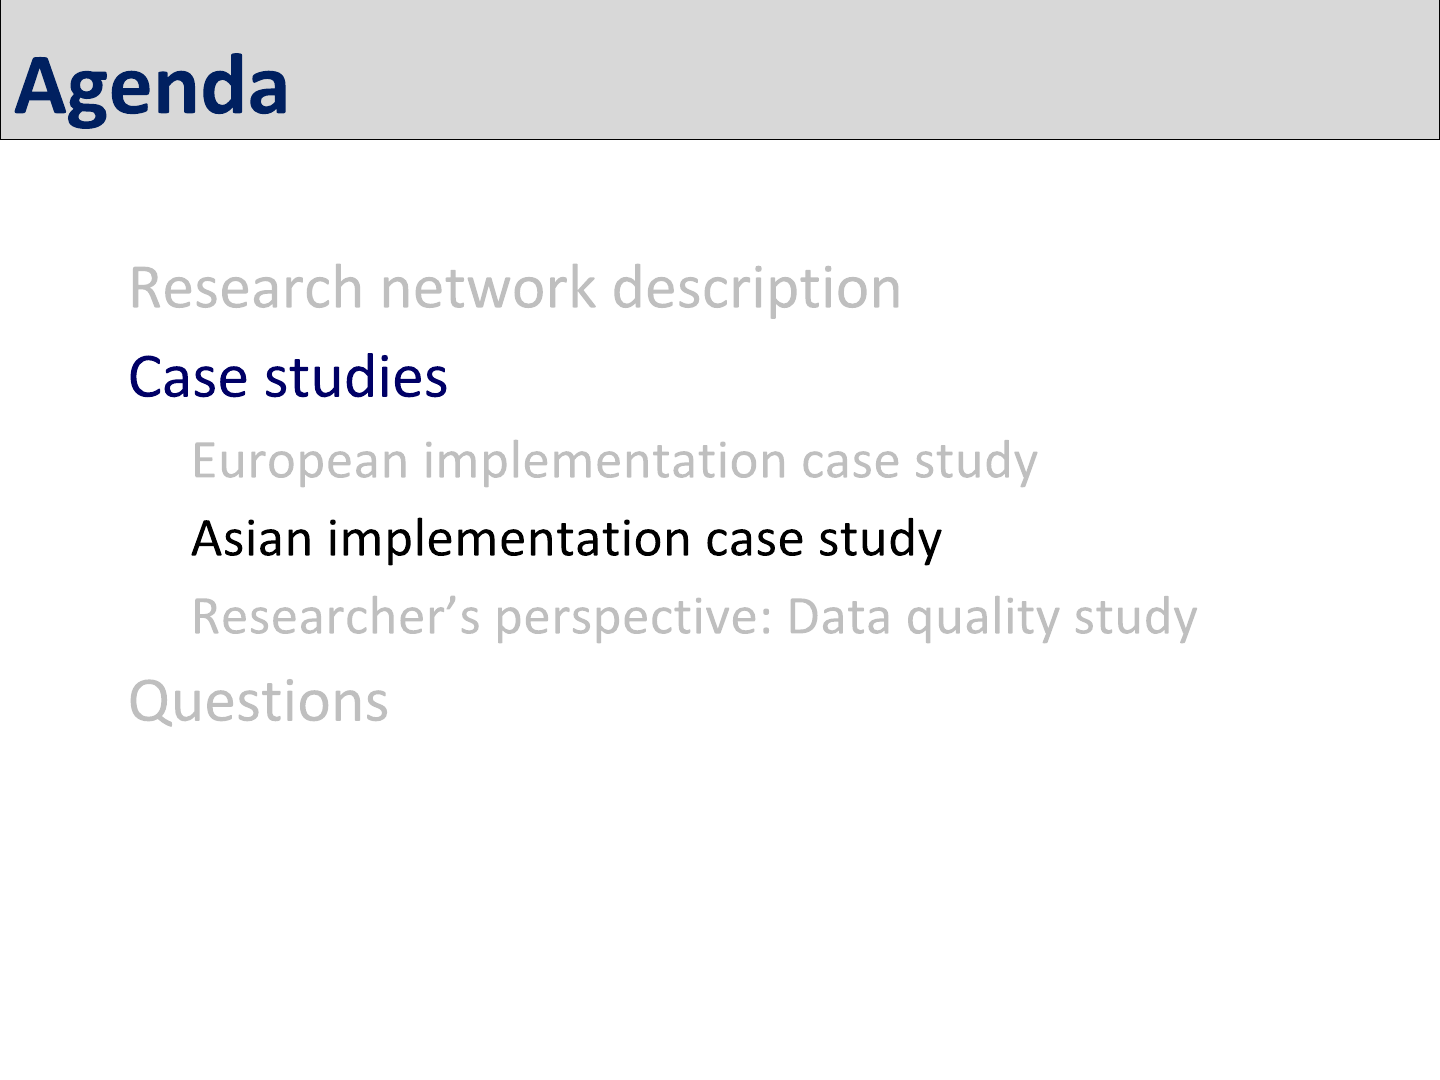 Agenda
Research network description
Case studies
European implementation case study
Asian implementation case study
Researcher’s perspective: Data quality study
Questions